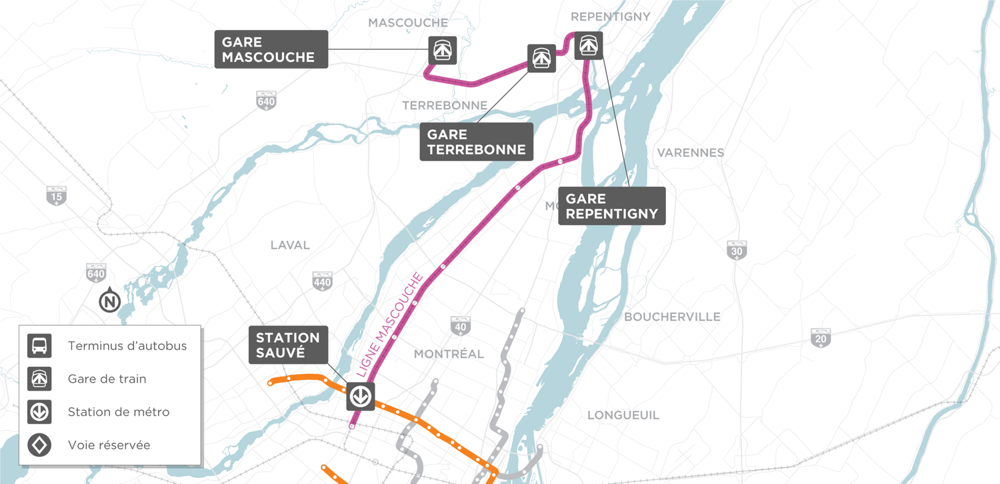 REPENTIGNY
MASCOUCHE
GARE
MASCOUCHE
640
TERREBONNE
GARE
TERREBONNE
VARENNES
15
GARE
REPENTIGNY
LAVAL
30
640
440
N
LIGNE MASCOUCHE
BOUCHERVILLE
40
STATION
SAUVÉ
20
MONTRÉAL
LONGUEUIL
Terminus d'autobus
Gare de train
Station de métro
Voie réservée